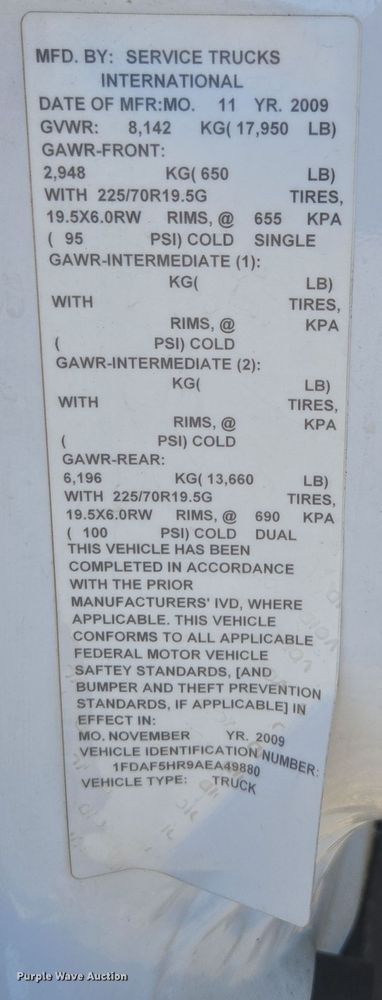 MFD. BY: SERVICE TRUCKS
INTERNATIONAL
DATE OF MFR:MO. 11 YR. 2009
GVWR: 8,142 KG( 17,950 LB)
GAWR-FRONT:
2,948 KG( 650 LB)
WITH 225/70R19.5G TIRES,
19.5X6.0RW RIMS, @ 655 KPA
( 95 PSI) COLD SINGLE
GAWR-INTERMEDIATE (1):
KG( LB)
WITH TIRES,
RIMS, @ KPA
( PSI) COLD
GAWR-INTERMEDIATE (2):
KG( LB)
WITH TIRES,
RIMS, @ KPA
( PSI) COLD
GAWR-REAR:
6,196 KG( 13,660 LB)
WITH 225/70R19.5G TIRES,
19.5X6.0RW RIMS, @ 690 KPA
( 100 PSI) COLD DUAL
THIS VEHICLE HAS BEEN
COMPLETED IN ACCORDANCE
WITH THE PRIOR
MANUFACTURERS' IVD, WHERE
APPLICABLE. THIS VEHICLE
CONFORMS TO ALL APPLICABLE
FEDERAL MOTOR VEHICLE
SAFTEY STANDARDS, [AND
BUMPER AND THEFT PREVENTION
STANDARDS, IF APPLICABLE] IN
EFFECT IN:
MO. NOVEMBER YR. 2009
VEHICLE IDENTIFICATION NUMBER:
1FDAF5HR9AEA49880
VEHICLE TYPE: TRUCK
Purple Wave Auction